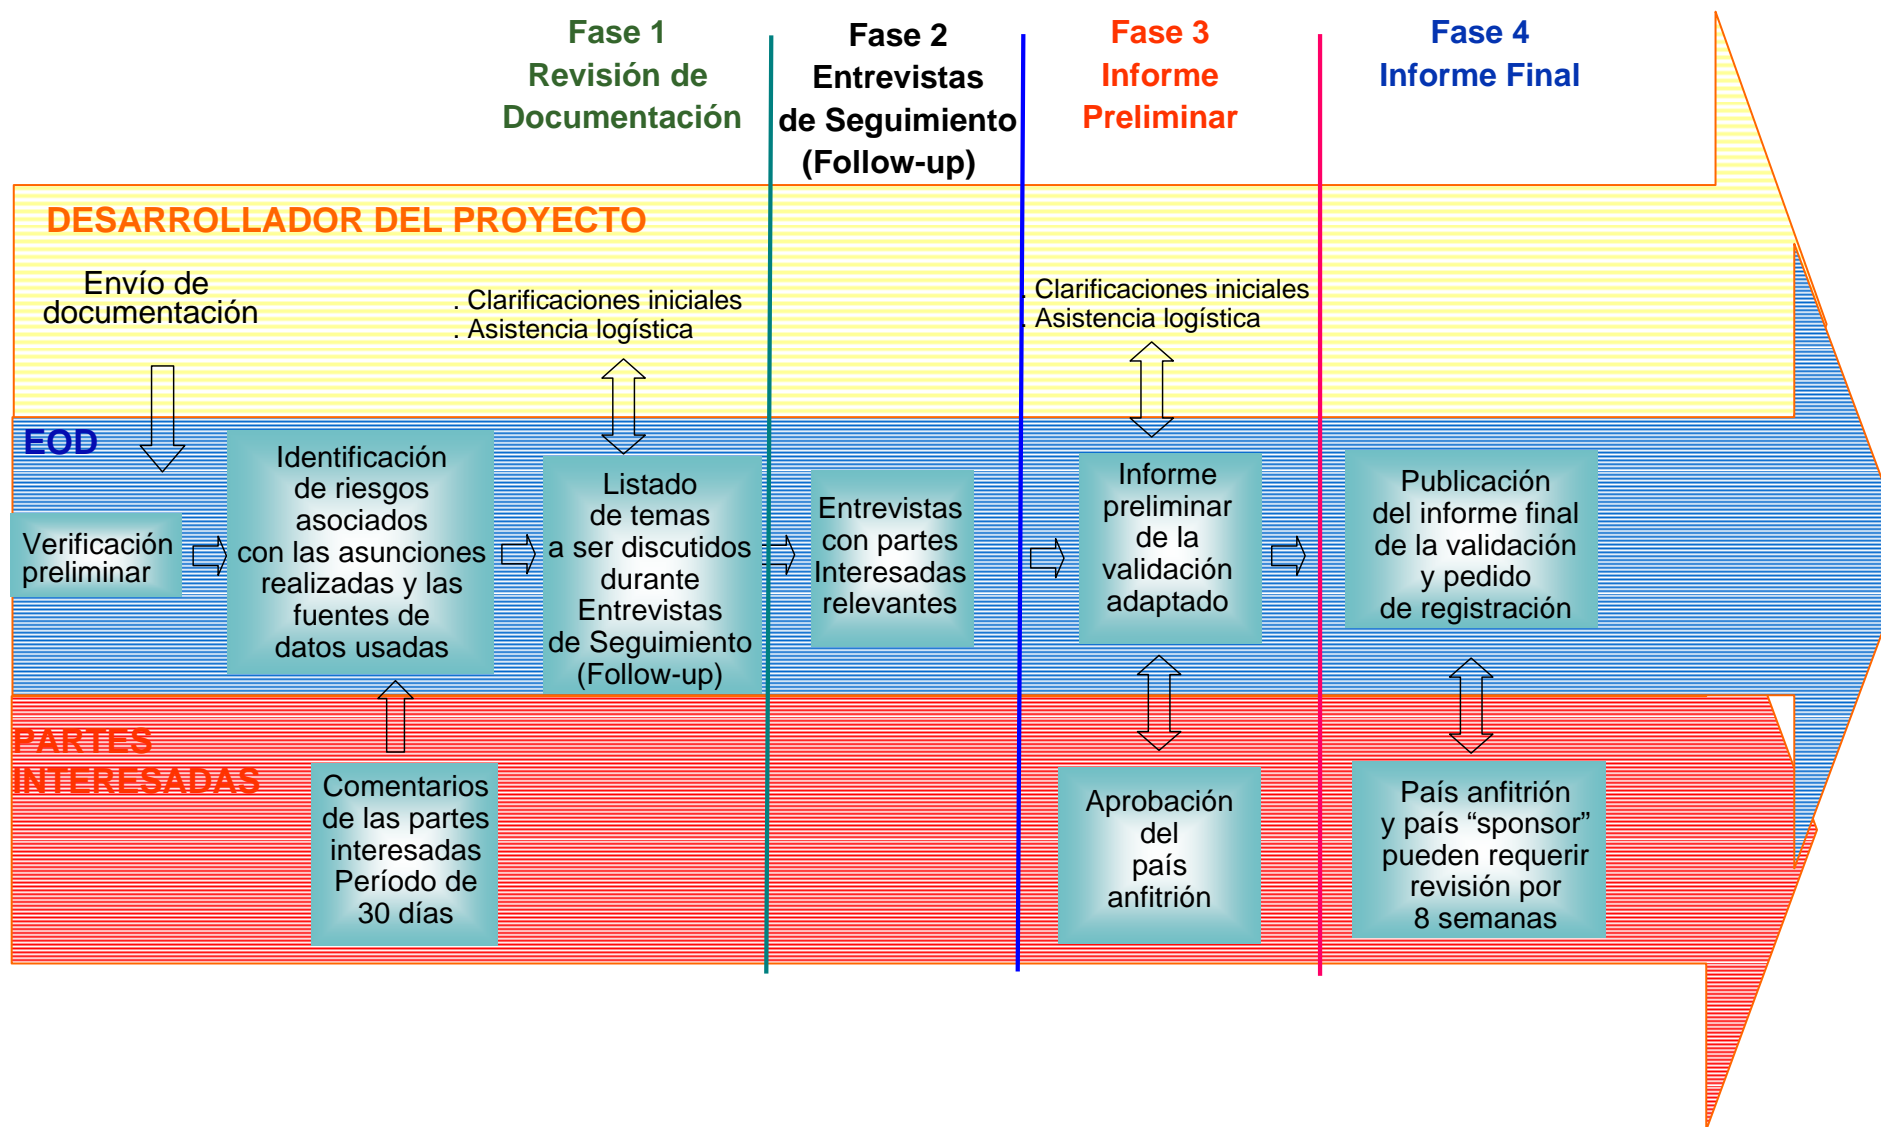 Fase 1
Revisión de
Documentación
Fase 2
Entrevistas
de Seguimiento
(Follow-up)
Fase 3
Informe
Preliminar
Fase 4
Informe Final
DESARROLLADOR DEL PROYECTO
Envío de
documentación
. Clarificaciones iniciales
. Asistencia logística
. Clarificaciones iniciales
. Asistencia logística
EOD
Verificación
preliminar
Identificación
de riesgos
asociados
con las asunciones
realizadas y las
fuentes de
datos usadas
Listado
de temas
a ser discutidos
durante
Entrevistas
de Seguimiento
(Follow-up)
Entrevistas
con partes
Interesadas
relevantes
Informe
preliminar
de la
validación
adaptado
Publicación
del informe final
de la validación
y pedido
de registración
PARTES
INTERESADAS
Comentarios
de las partes
interesadas
Período de
30 días
Aprobación
del
país
anfitrión
País anfitrión
y país “sponsor”
pueden requerir
revisión por
8 semanas